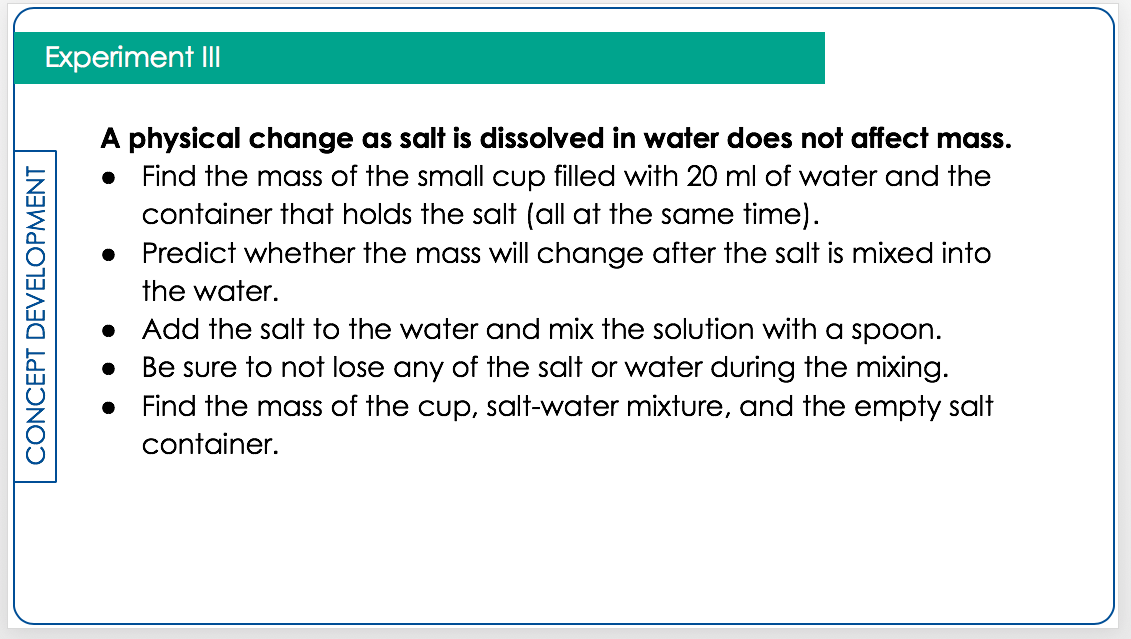 Experiment III
A physical change as salt is dissolved in water does not affect mass.
● Find the mass of the small cup filled with 20 ml of water and the
container that holds the salt (all at the same time).
● Predict whether the mass will change after the salt is mixed into
the water.
● Add the salt to the water and mix the solution with a spoon.
● Be sure to not lose any of the salt or water during the mixing.
● Find the mass of the cup, salt-water mixture, and the empty salt
container.
CONCEPT DEVELOPMENT